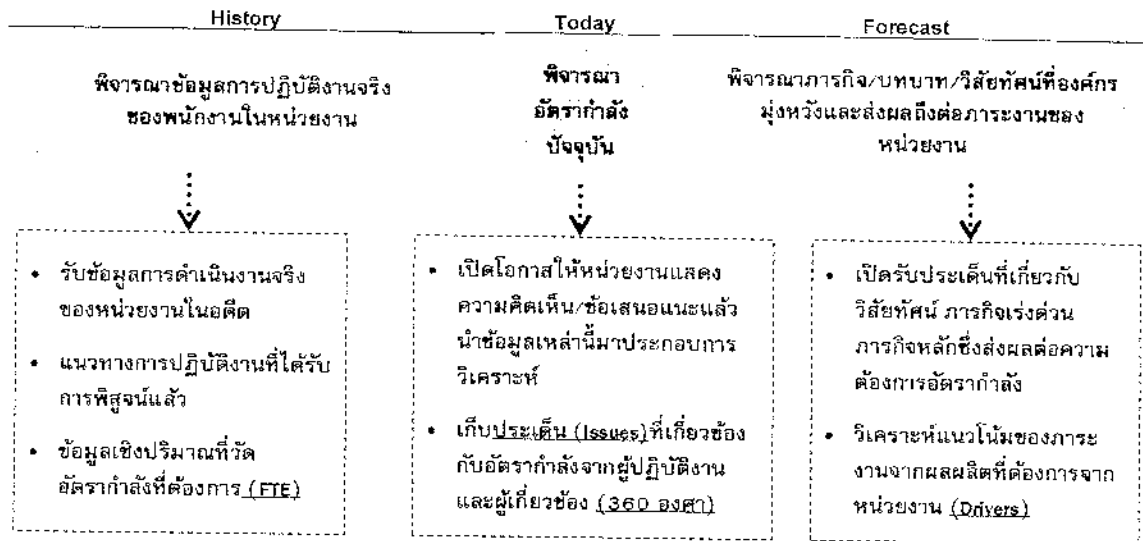 History
Today
Forecast
พิจารณาข้อมูลการปฏิบัติงานจริง
ของพนักงานในหน่วยงาน
พิจารณา
อัตรากำลัง
ปัจจุบัน
พิจารณาภารกิจ/บทบาท/วิสัยทัศน์ที่องค์กร
มุ่งหวังและส่งผลถึงต่อภาระงานของ
หน่วยงาน
• รับข้อมูลการดำเนินงานจริง
ของหน่วยงานในอดีต
• แนวทางการปฏิบัติงานที่ได้รับ
การพิสูจน์แล้ว
• ข้อมูลเชิงปริมาณที่วัด
อัตรากำลังที่ต้องการ (FTE)
• เปิดโอกาสให้หน่วยงานแสดง
ความคิดเห็น/ข้อเสนอแนะแล้ว
นำข้อมูลเหล่านี้มาประกอบการ
วิเคราะห์
• เก็บประเด็น (Issues)ที่เกี่ยวข้อง
กับอัตรากำลังจากผู้ปฏิบัติงาน
และผู้เกี่ยวข้อง (360 องศา)
• เปิดรับประเด็นที่เกี่ยวกับ
วิสัยทัศน์ ภารกิจเร่งด่วน
ภารกิจหลักซึ่งส่งผลต่อความ
ต้องการอัตรากำลัง
• วิเคราะห์แนวโน้มของภาระ
งานจากผลผลิตที่ต้องการจาก
หน่วยงาน (Drivers)